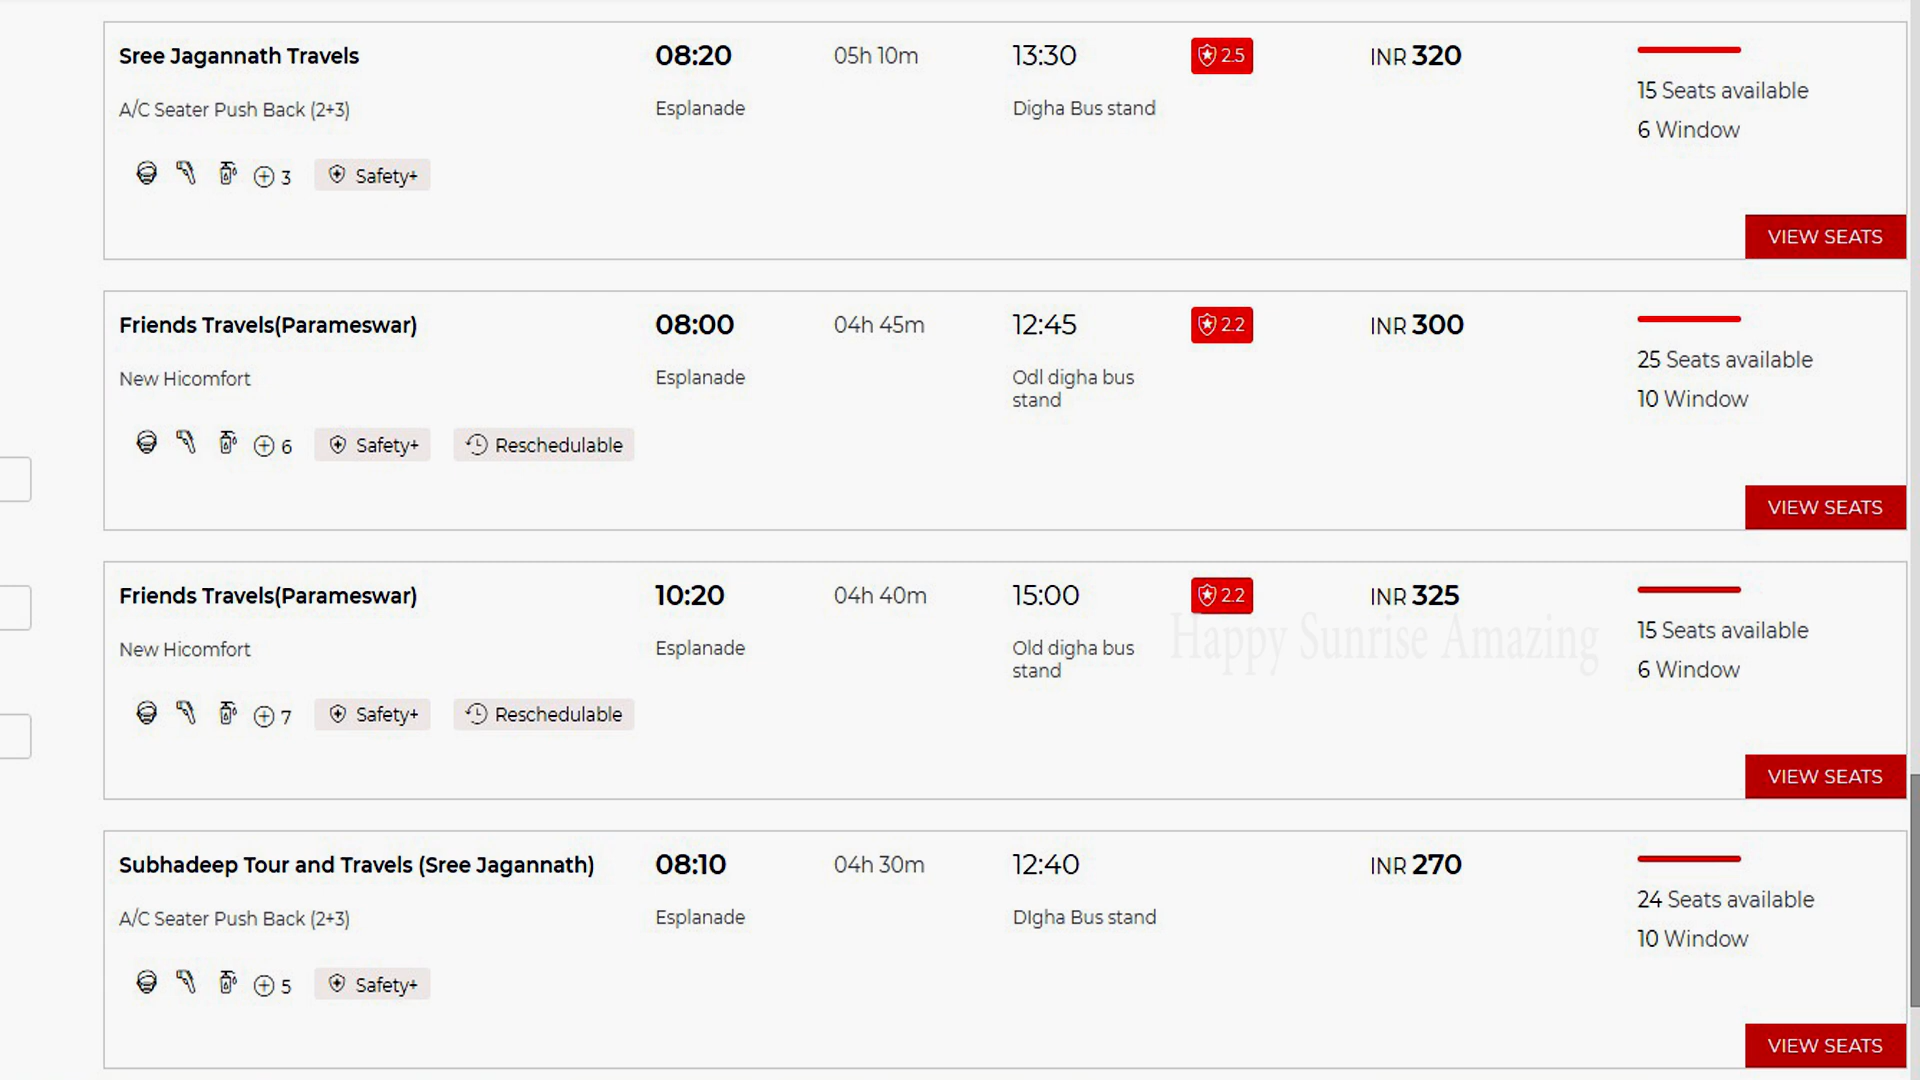 Sree Jagannath Travels 08:20 05h 10m 13:30 2.5 INR 320
15 Seats available
A/C Seater Push Back (2+3) Esplanade Digha Bus stand
6 Window
3 Safety+
VIEW SEATS
Friends Travels(Parameswar) 08:00 04h 45m 12:45 2.2 INR 300
25 Seats available
New Hicomfort Esplanade Odl digha bus
stand
10 Window
6 Safety+ Reschedulable
VIEW SEATS
Friends Travels(Parameswar) 10:20 04h 40m 15:00 2.2 INR 325
Happy Sunrise Amazing
15 Seats available
New Hicomfort Esplanade Old digha bus
stand
6 Window
7 Safety+ Reschedulable
VIEW SEATS
Subhadeep Tour and Travels (Sree Jagannath) 08:10 04h 30m 12:40 INR 270
24 Seats available
A/C Seater Push Back (2+3) Esplanade DIgha Bus stand
10 Window
5 Safety+
VIEW SEATS